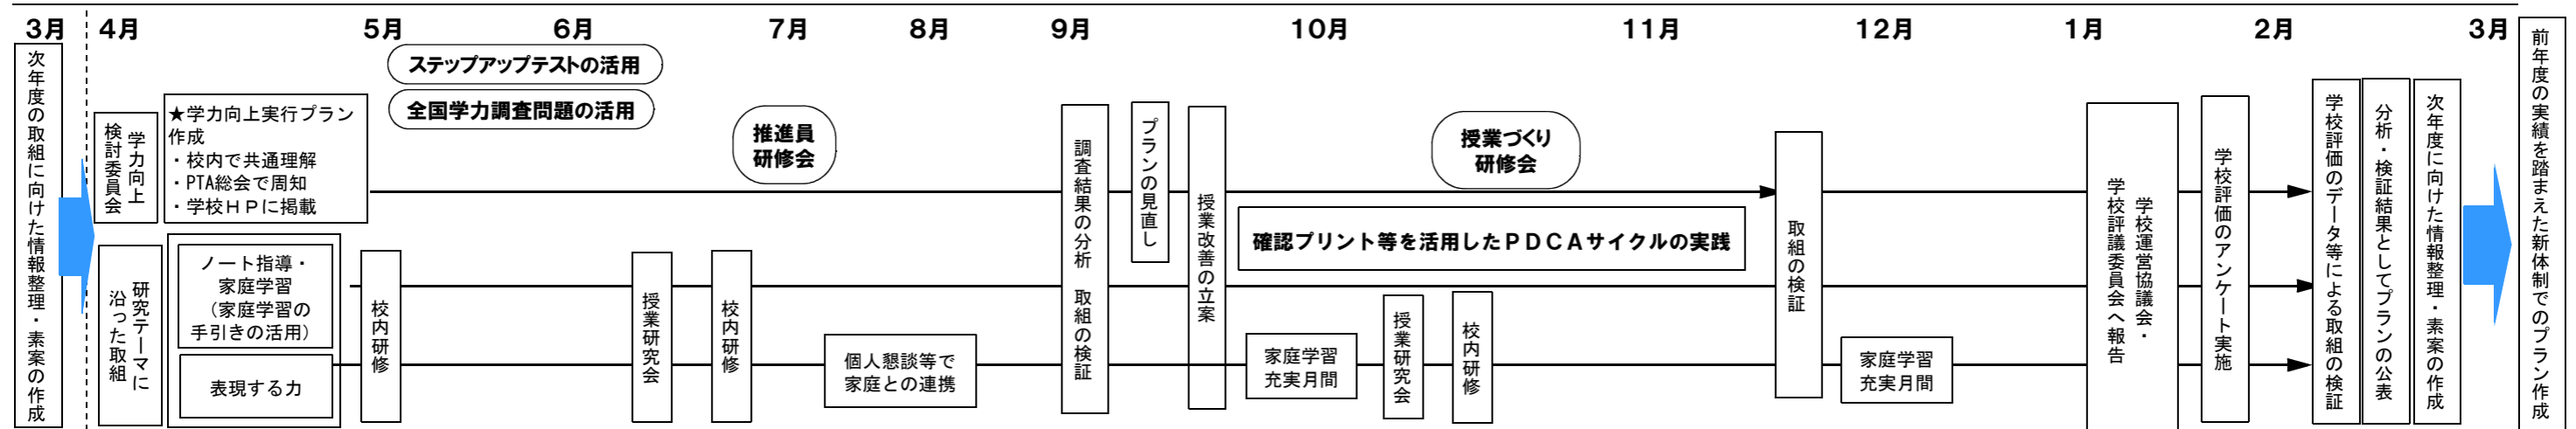 3月
4月
5月
6月
7月
8月
9月
10月
11月
12月
1月
2月
3月
次年度の取組に向けた情報整理・素案の作成
学力向上
検討委員会
★学力向上実行プラン
作成
・校内で共通理解
・PTA総会で周知
・学校ＨＰに掲載
研究テーマに
沿った取組
ノート指導・
家庭学習
（家庭学習の
手引きの活用）
表現する力
校内研修
ステップアップテストの活用
全国学力調査問題の活用
授業研究会
推進員
研修会
校内研修
個人懇談等で
家庭との連携
調査結果の分析　取組の検証
プランの見直し
授業改善の立案
授業づくり
研修会
確認プリント等を活用したＰＤＣＡサイクルの実践
家庭学習
充実月間
授業研究会
校内研修
取組の検証
家庭学習
充実月間
学校運営協議会・
学校評議委員会へ報告
学校評価のアンケート実施
学校評価のデータ等による取組の検証
分析・検証結果としてプランの公表
次年度に向けた情報整理・素案の作成
前年度の実績を踏まえた新体制でのプラン作成